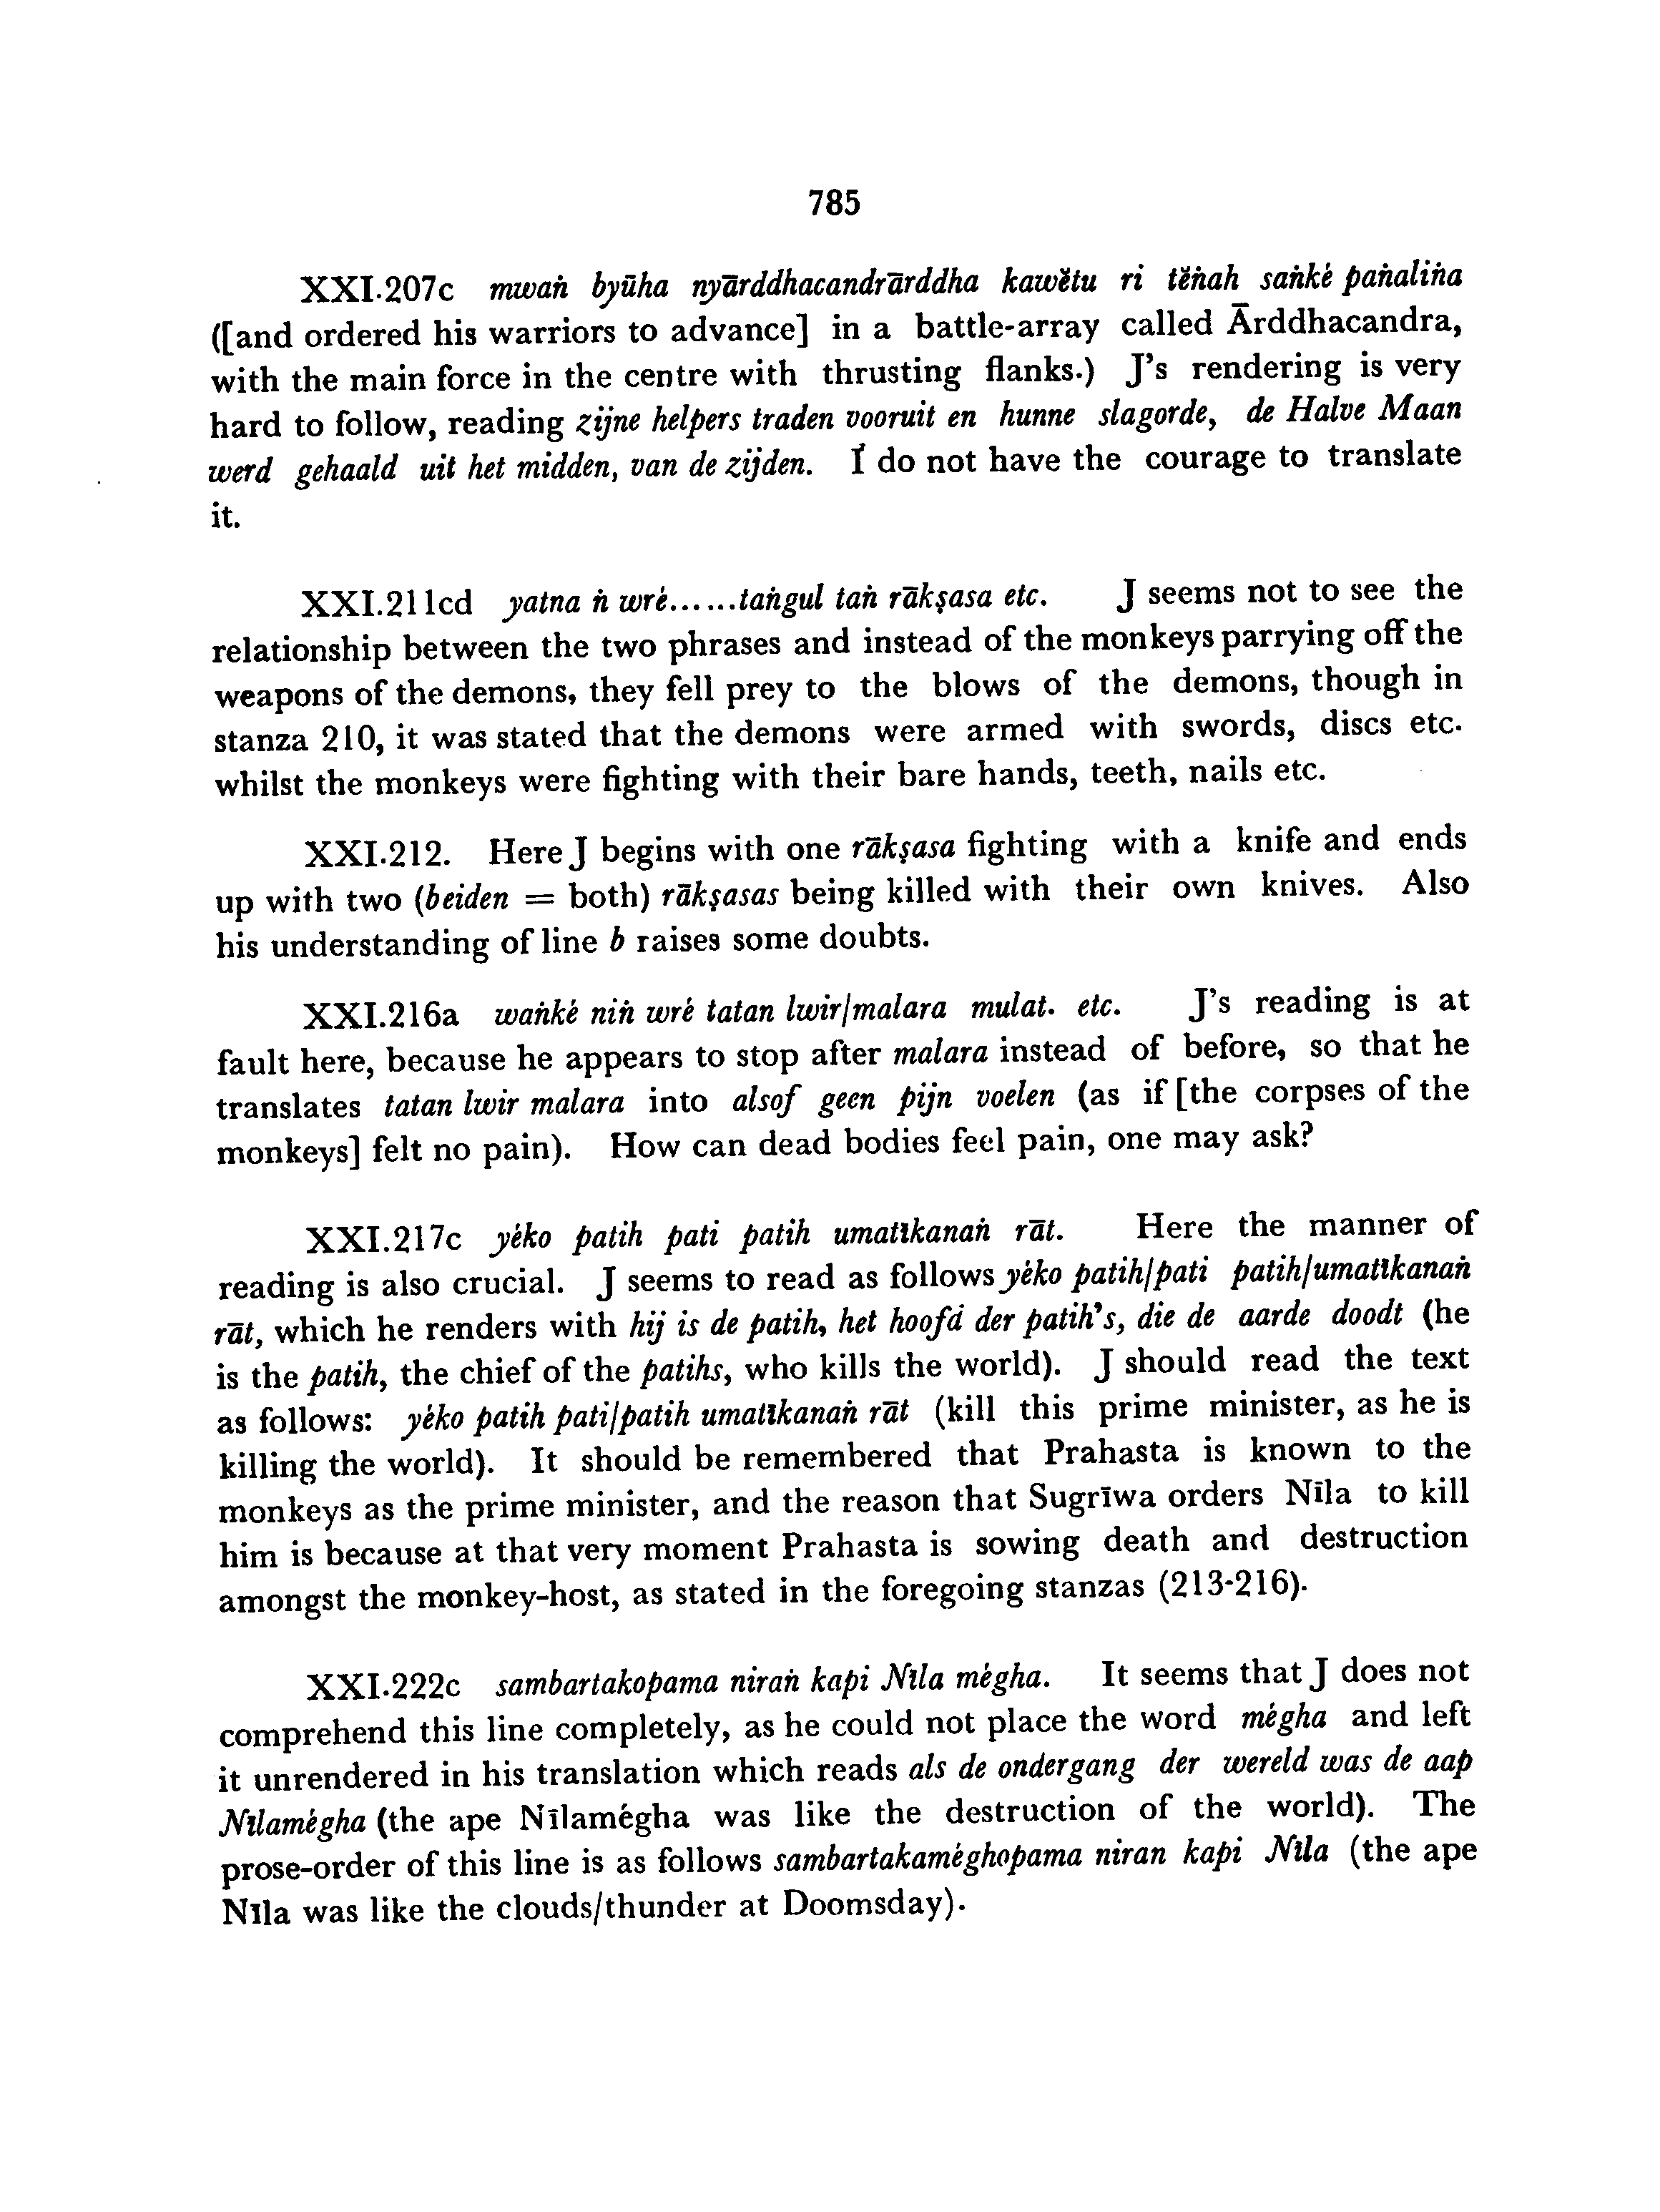 785
XXI.207c mwaṅ byūha nyārddhacandrārddha kawĕtu ri tĕṅah saṅké paṅaliṅa
([and ordered his warriors to advance] in a battle-array called Ārddhacandra,
with the main force in the centre with thrusting flanks.) J's rendering is very
hard to follow, reading zijne helpers traden vooruit en hunne slagorde, de Halve Maan
werd gehaald uit het midden, van de zijden. I do not have the courage to translate
it.
XXI.211cd yatna ṅ wré......taṅgul taṅ rākṣasa etc. J seems not to see the
relationship between the two phrases and instead of the monkeys parrying off the
weapons of the demons, they fell prey to the blows of the demons, though in
stanza 210, it was stated that the demons were armed with swords, discs etc.
whilst the monkeys were fighting with their bare hands, teeth, nails etc.
XXI.212. Here J begins with one rākṣasa fighting with a knife and ends
up with two (beiden = both) rākṣasas being killed with their own knives. Also
his understanding of line b raises some doubts.
XXI.216a waṅké niṅ wré tatan lwir/malara mulat. etc. J's reading is at
fault here, because he appears to stop after malara instead of before, so that he
translates tatan lwir malara into alsof geen pijn voelen (as if [the corpses of the
monkeys] felt no pain). How can dead bodies feel pain, one may ask?
XXI.217c yéko patih pati patih umatīkanaṅ rāt. Here the manner of
reading is also crucial. J seems to read as follows yéko patih/pati patih/umatīkanaṅ
rāt, which he renders with hij is de patih, het hoofd der patih's, die de aarde doodt (he
is the patih, the chief of the patihs, who kills the world). J should read the text
as follows: yéko patih pati/patih umatīkanaṅ rāt (kill this prime minister, as he is
killing the world). It should be remembered that Prahasta is known to the
monkeys as the prime minister, and the reason that Sugrīwa orders Nīla to kill
him is because at that very moment Prahasta is sowing death and destruction
amongst the monkey-host, as stated in the foregoing stanzas (213-216).
XXI.222c sambartakopama niraṅ kapi Nīla mégha. It seems that J does not
comprehend this line completely, as he could not place the word mégha and left
it unrendered in his translation which reads als de ondergang der wereld was de aap
Nīlamégha (the ape Nīlamégha was like the destruction of the world). The
prose-order of this line is as follows sambartakaméghopama niran kapi Nīla (the ape
Nīla was like the clouds/thunder at Doomsday).